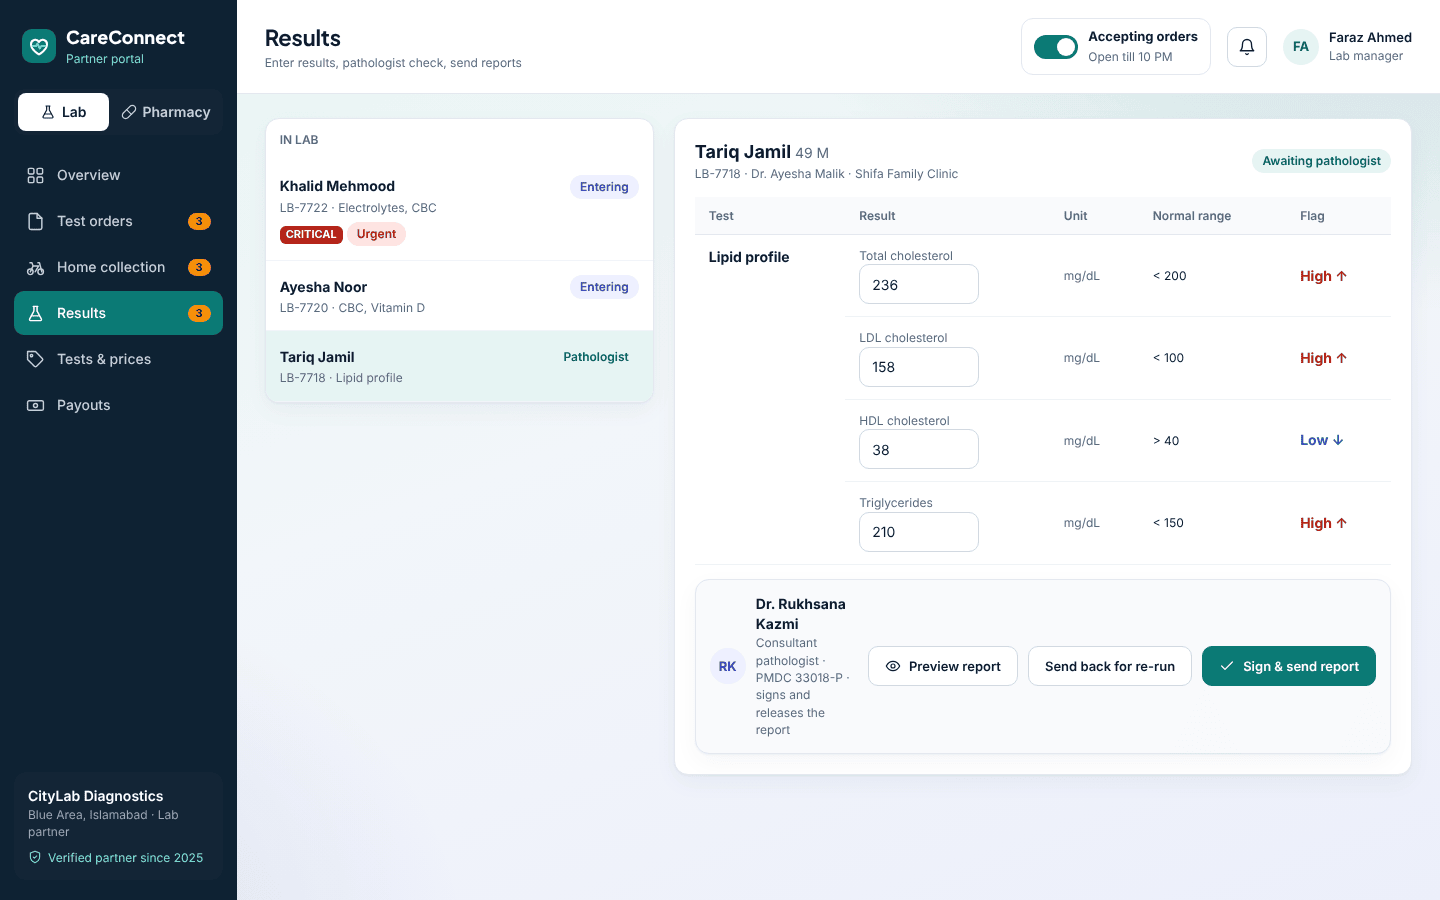 CareConnect
Partner portal
Lab
Pharmacy
Overview
Test orders 3
Home collection 3
Results 3
Tests & prices
Payouts
CityLab Diagnostics
Blue Area, Islamabad · Lab
partner
Verified partner since 2025
Results
Enter results, pathologist check, send reports
Accepting orders
Open till 10 PM
FA
Faraz Ahmed
Lab manager
IN LAB
Khalid Mehmood
Entering
LB-7722 · Electrolytes, CBC
CRITICAL Urgent
Ayesha Noor
Entering
LB-7720 · CBC, Vitamin D
Tariq Jamil
Pathologist
LB-7718 · Lipid profile
Tariq Jamil 49 M
LB-7718 · Dr. Ayesha Malik · Shifa Family Clinic
Awaiting pathologist
Test Result Unit Normal range Flag
Lipid profile
Total cholesterol
236 mg/dL < 200 High ↑
LDL cholesterol
158 mg/dL < 100 High ↑
HDL cholesterol
38 mg/dL > 40 Low ↓
Triglycerides
210 mg/dL < 150 High ↑
RK
Dr. Rukhsana
Kazmi
Consultant
pathologist ·
PMDC 33018-P ·
signs and
releases the
report
Preview report
Send back for re-run
Sign & send report